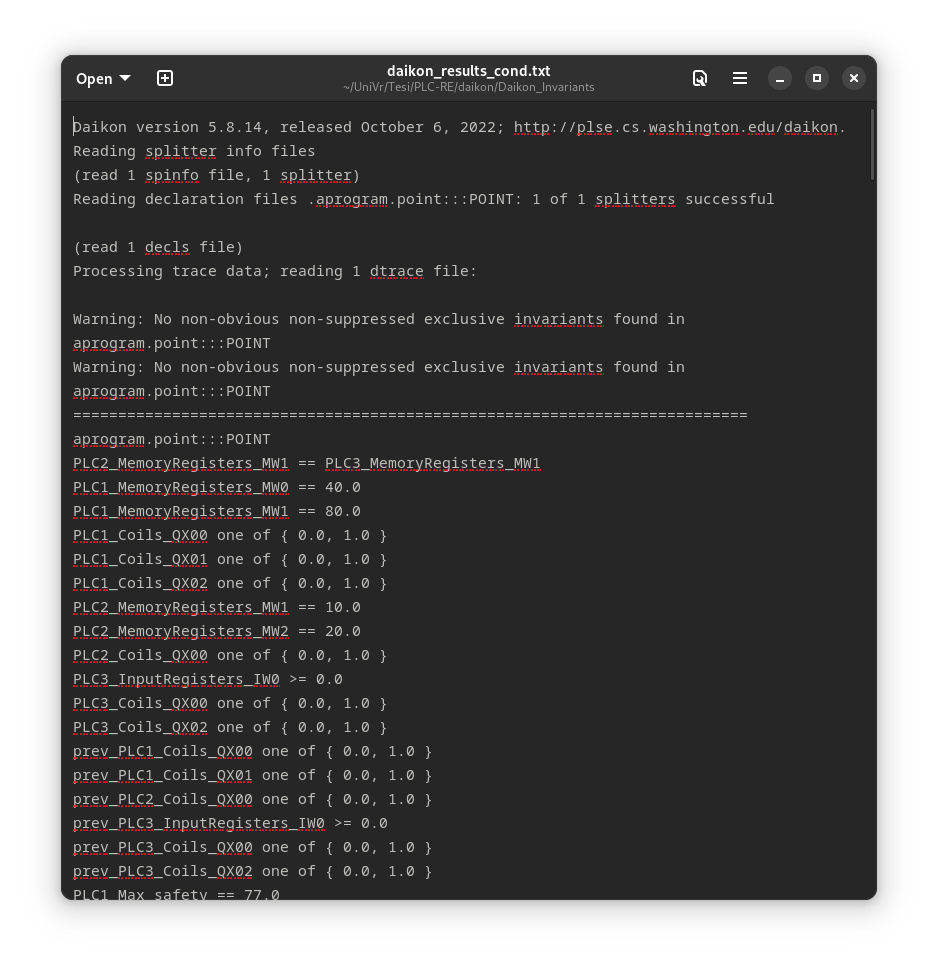 Open
daikon_results_cond.txt
~/UniVr/Tesi/PLC-RE/daikon/Daikon_Invariants
Daikon version 5.8.14, released October 6, 2022; http://plse.cs.washington.edu/daikon.
Reading splitter info files
(read 1 spinfo file, 1 splitter)
Reading declaration files .aprogram.point:::POINT: 1 of 1 splitters successful
(read 1 decls file)
Processing trace data; reading 1 dtrace file:
Warning: No non-obvious non-suppressed exclusive invariants found in
aprogram.point:::POINT
Warning: No non-obvious non-suppressed exclusive invariants found in
aprogram.point:::POINT
===========================================================================
aprogram.point:::POINT
PLC2_MemoryRegisters_MW1 == PLC3_MemoryRegisters_MW1
PLC1_MemoryRegisters_MW0 == 40.0
PLC1_MemoryRegisters_MW1 == 80.0
PLC1_Coils_QX00 one of { 0.0, 1.0 }
PLC1_Coils_QX01 one of { 0.0, 1.0 }
PLC1_Coils_QX02 one of { 0.0, 1.0 }
PLC2_MemoryRegisters_MW1 == 10.0
PLC2_MemoryRegisters_MW2 == 20.0
PLC2_Coils_QX00 one of { 0.0, 1.0 }
PLC3_InputRegisters_IW0 >= 0.0
PLC3_Coils_QX00 one of { 0.0, 1.0 }
PLC3_Coils_QX02 one of { 0.0, 1.0 }
prev_PLC1_Coils_QX00 one of { 0.0, 1.0 }
prev_PLC1_Coils_QX01 one of { 0.0, 1.0 }
prev_PLC2_Coils_QX00 one of { 0.0, 1.0 }
prev_PLC3_InputRegisters_IW0 >= 0.0
prev_PLC3_Coils_QX00 one of { 0.0, 1.0 }
prev_PLC3_Coils_QX02 one of { 0.0, 1.0 }
PLC1_Max_safety == 77.0